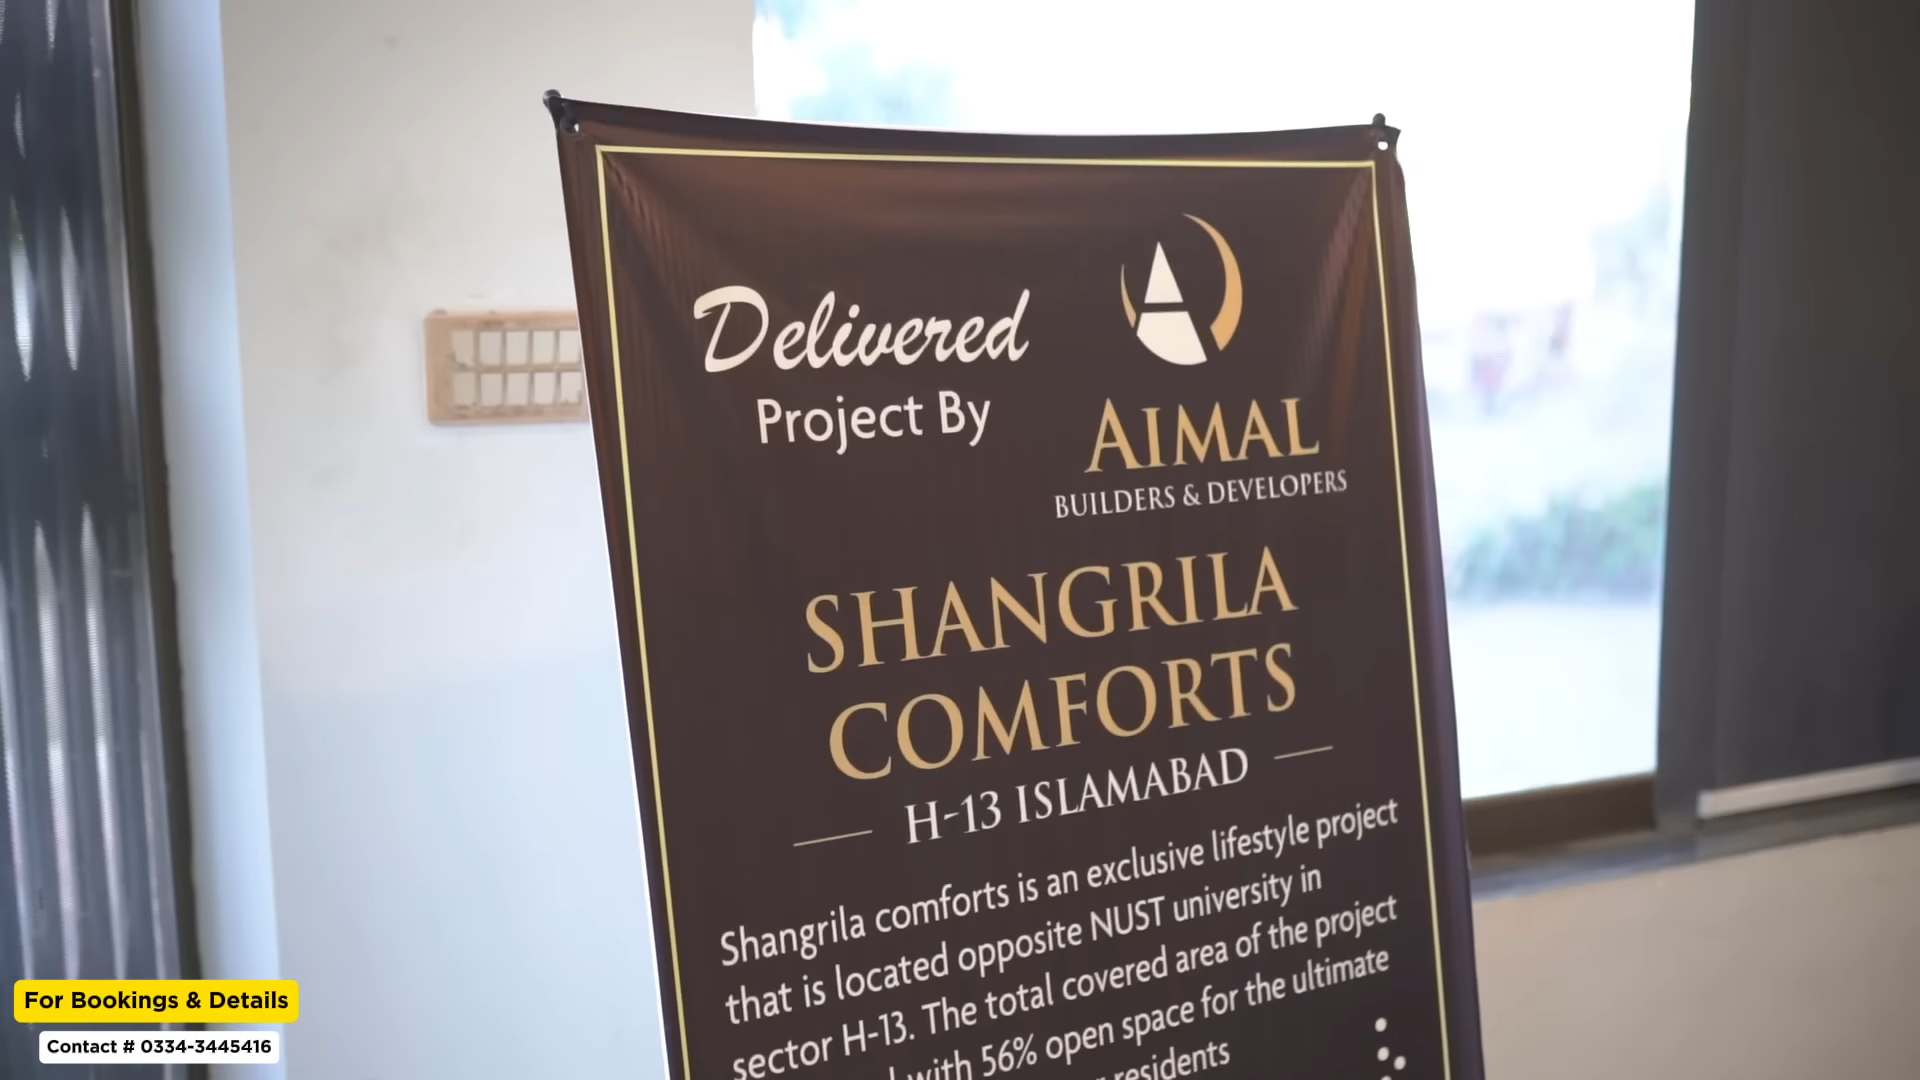 Delivered
Project By
AIMAL
BUILDERS & DEVELOPERS
SHANGRILA
COMFORTS
H-13 ISLAMABAD
Shangrila comforts is an exclusive lifestyle project
that is located opposite NUST university in
sector H-13. The total covered area of the project
with 56% open space for the ultimate
residents
For Bookings & Details
Contact # 0334-3445416